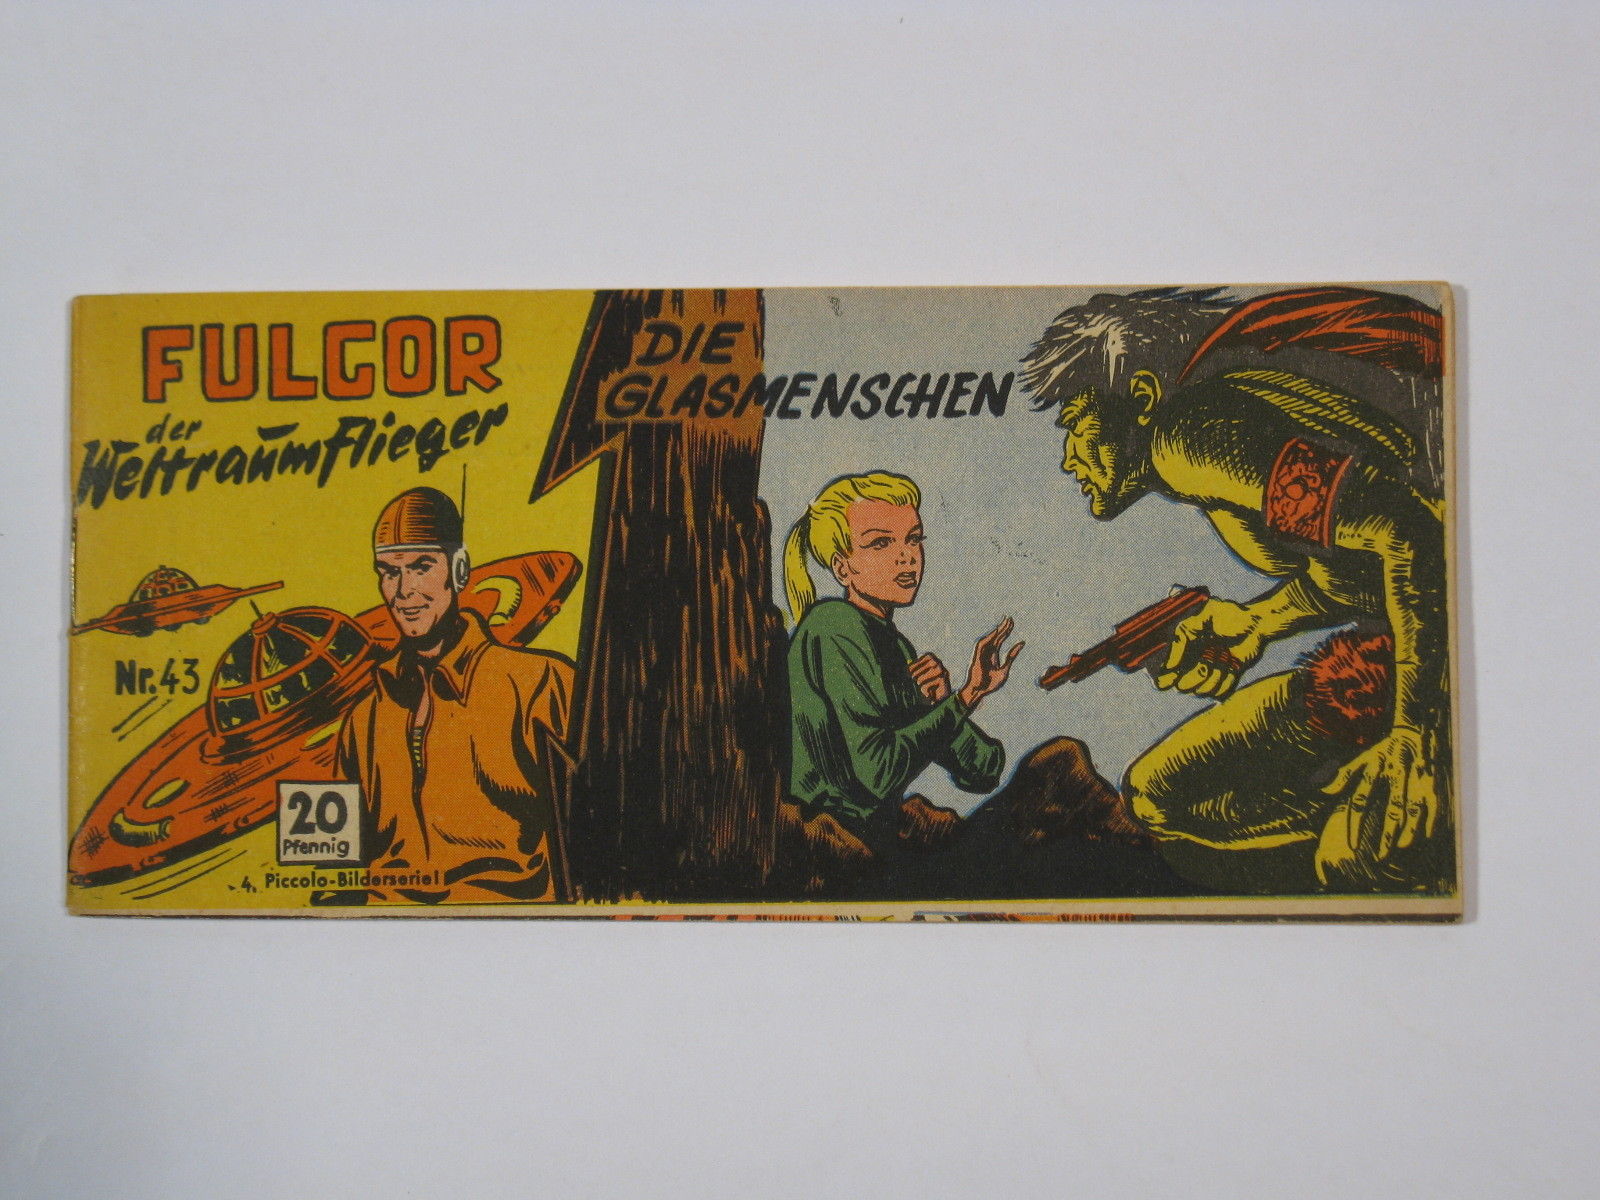 FULGOR
der
Weltraumflieger
Nr. 43
20
Pfennig
4. Piccolo-Bilderserie!
DIE
GLASMENSCHEN